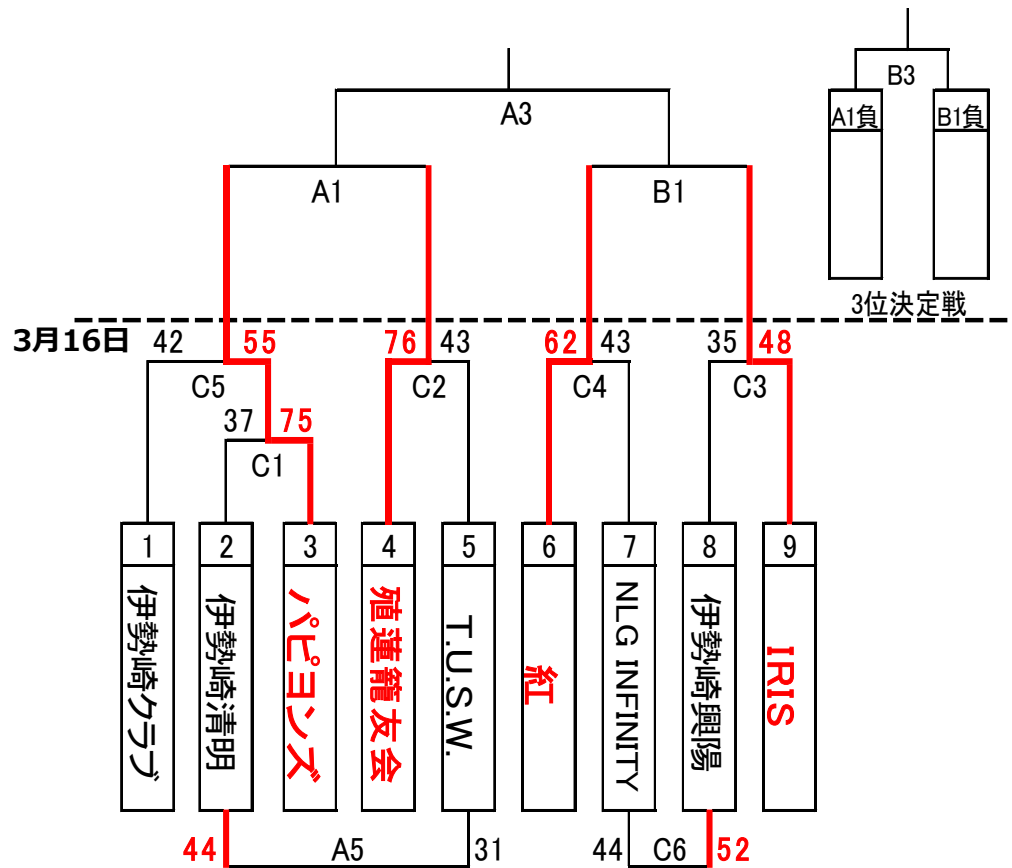 B3
A1負
B1負
3位決定戦
A3
A1
B1
3月16日
42
55
76
43
62
43
35
48
C5
C2
C4
C3
37
75
C1
1
2
3
4
5
6
7
8
9
伊勢崎クラブ
伊勢崎清明
パピヨンズ
殖蓮籠友会
T.U.S.W.
紅
NLG INFINITY
伊勢崎興陽
IRIS
44
A5
31
44
C6
52